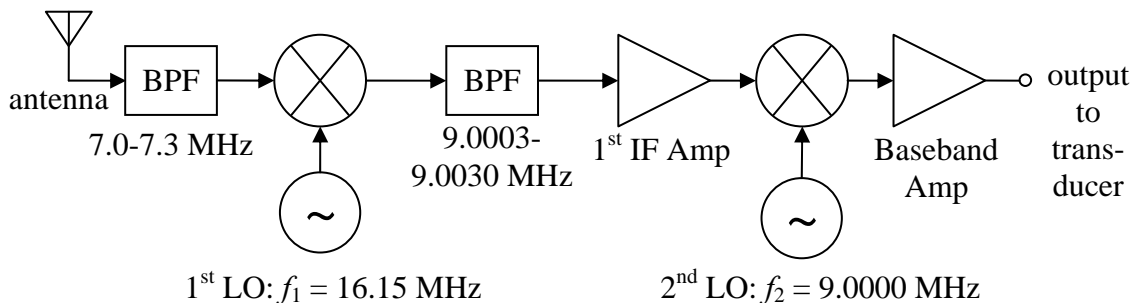 antenna
BPF
7.0-7.3 MHz
BPF
9.0003-
9.0030 MHz
1st IF Amp
Baseband
Amp
output
to
trans-
ducer
~
1st LO: f1 = 16.15 MHz
~
2nd LO: f2 = 9.0000 MHz